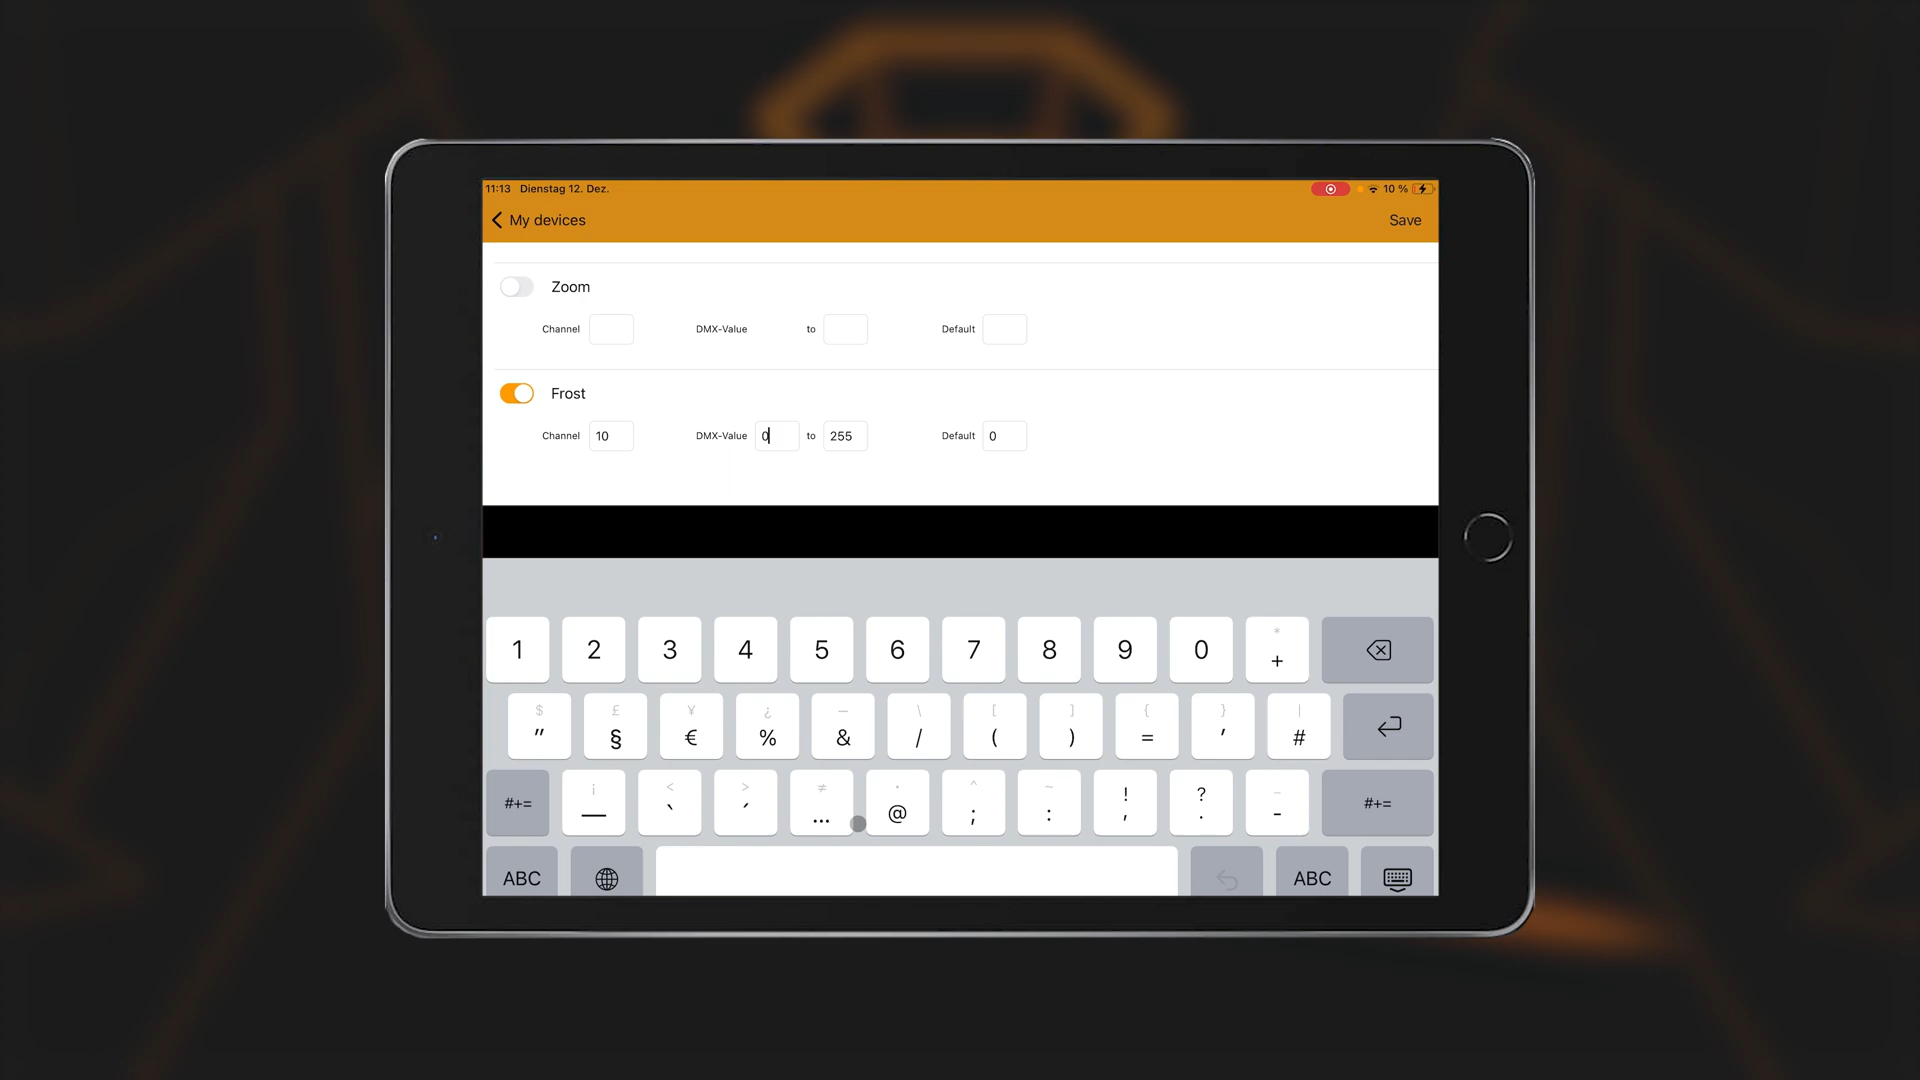 11:13 Dienstag 12. Dez. 10 %
My devices Save
Zoom
Channel DMX-Value to Default
Frost
Channel 10 DMX-Value 0 to 255 Default 0
1 2 3 4 5 6 7 8 9 0 * +
$ £ ¥ ¿ — \ [ ] { } |
" § € % & / ( ) = ' #
¡ < > ≠ · ^ ~ ! ? –
#+= — ` ´ … @ ; : , . - #+=
ABC ABC